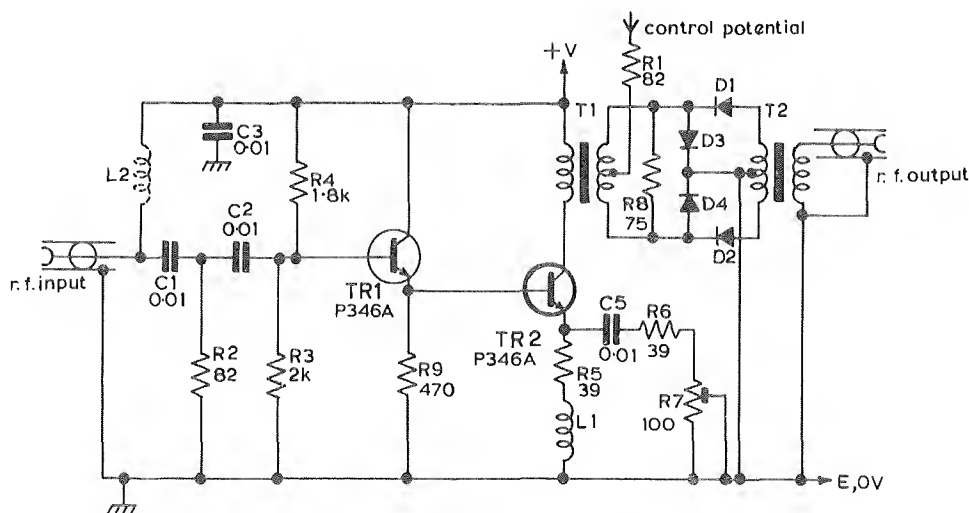 control potential
+V
R1
82
T1
D1
T2
C3
0·01
D3
L2
R4
1·8k
r.f.output
R8
75
D4
C2
0·01
D2
r.f.input
C1
0·01
TR1
P346A
C5
0·01
R6
39
TR2
P346A
R2
82
R3
2k
R9
470
R5
39
R7
100
L1
E,0V